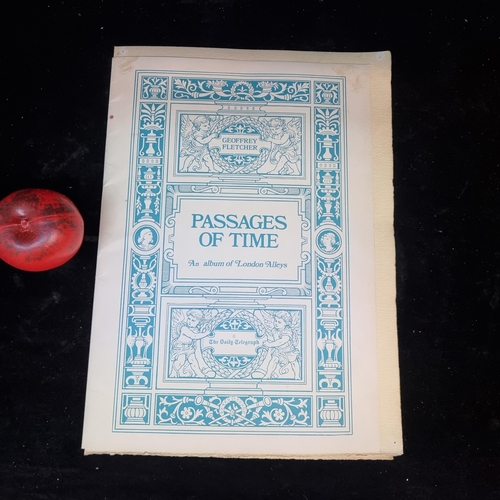 GEOFFREY
FLETCHER
PASSAGES
OF TIME
An album of London Alleys
The Daily Telegraph